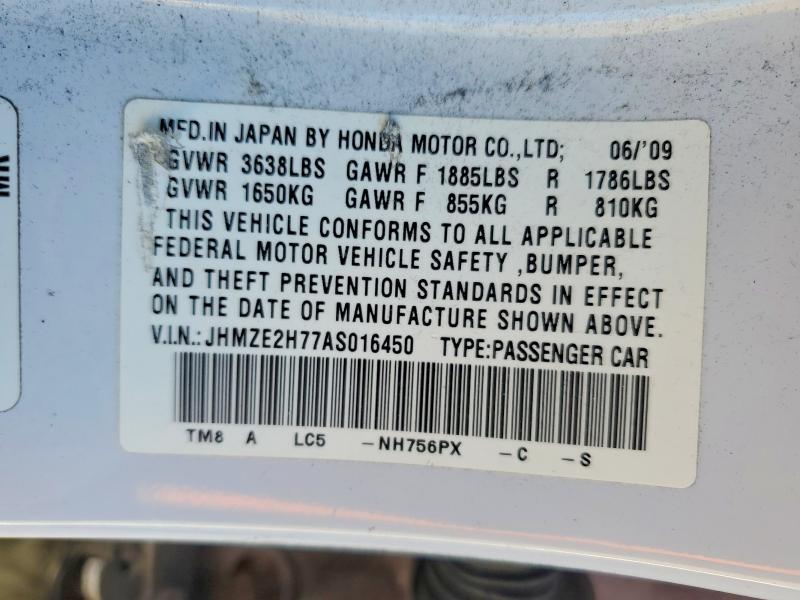 MFD.IN JAPAN BY HONDA MOTOR CO.,LTD; 06/'09
GVWR 3638LBS GAWR F 1885LBS R 1786LBS
GVWR 1650KG GAWR F 855KG R 810KG
THIS VEHICLE CONFORMS TO ALL APPLICABLE
FEDERAL MOTOR VEHICLE SAFETY ,BUMPER,
AND THEFT PREVENTION STANDARDS IN EFFECT
ON THE DATE OF MANUFACTURE SHOWN ABOVE.
V.I.N.: JHMZE2H77AS016450 TYPE:PASSENGER CAR
TM8 A LC5 -NH756PX -C -S